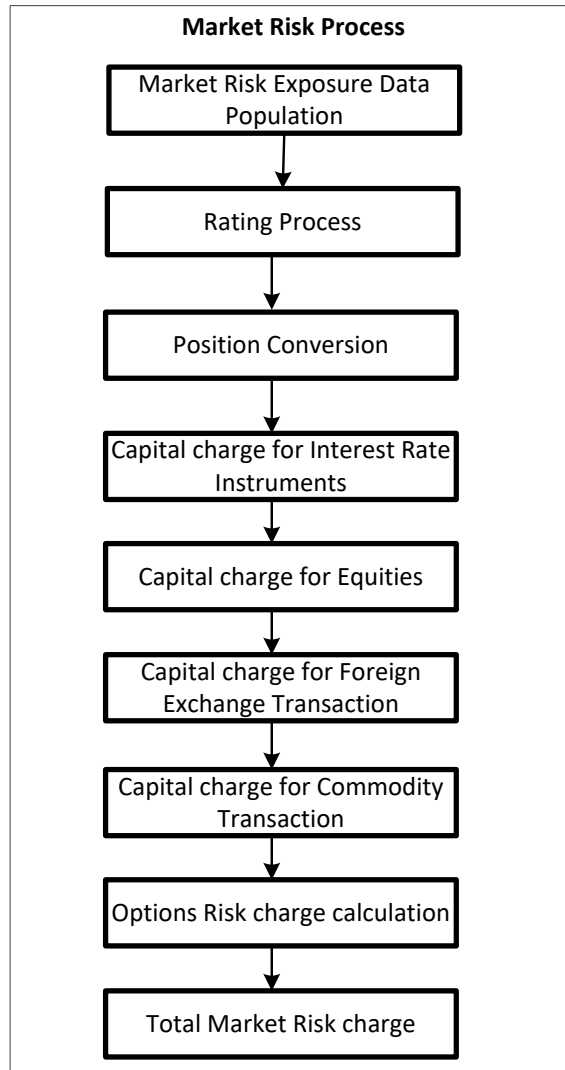 Market Risk Process
Market Risk Exposure Data
Population
Rating Process
Position Conversion
Capital charge for Interest Rate
Instruments
Capital charge for Equities
Capital charge for Foreign
Exchange Transaction
Capital charge for Commodity
Transaction
Options Risk charge calculation
Total Market Risk charge